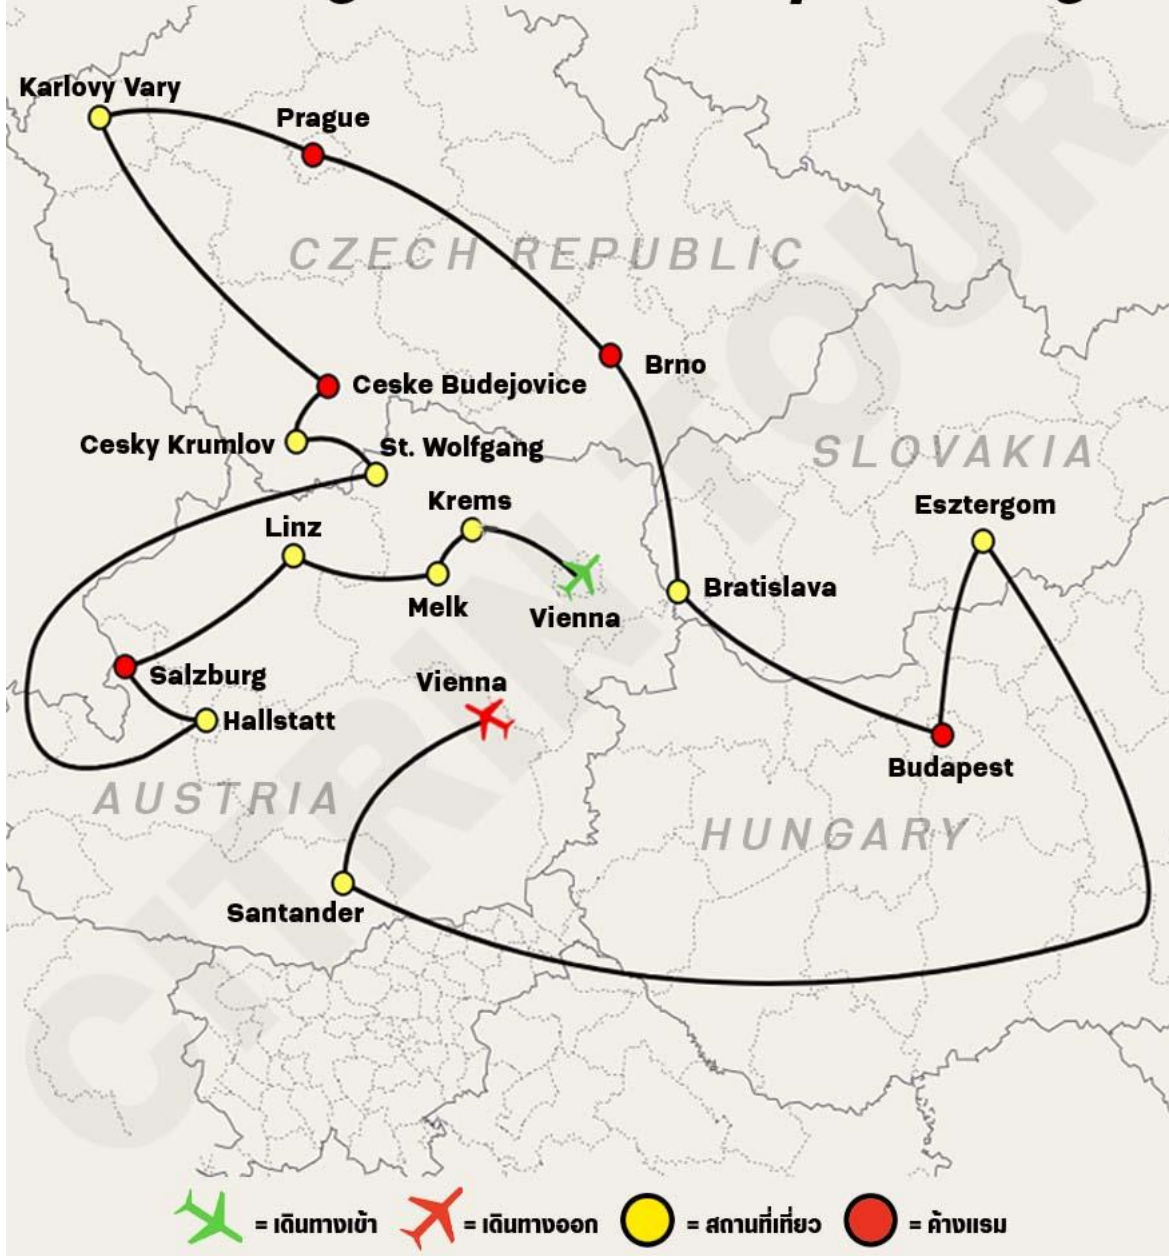 Karlovy Vary
Prague
CZECH REPUBLIC
Brno
Ceske Budejovice
Cesky Krumlov
St. Wolfgang
SLOVAKIA
Krems
Esztergom
Linz
Melk
Vienna
Bratislava
Salzburg
Vienna
Hallstatt
Budapest
AUSTRIA
HUNGARY
Santander
CITRIN TOUR
= เดินทางเข้า = เดินทางออก = สถานที่เที่ยว = ค้างแรม